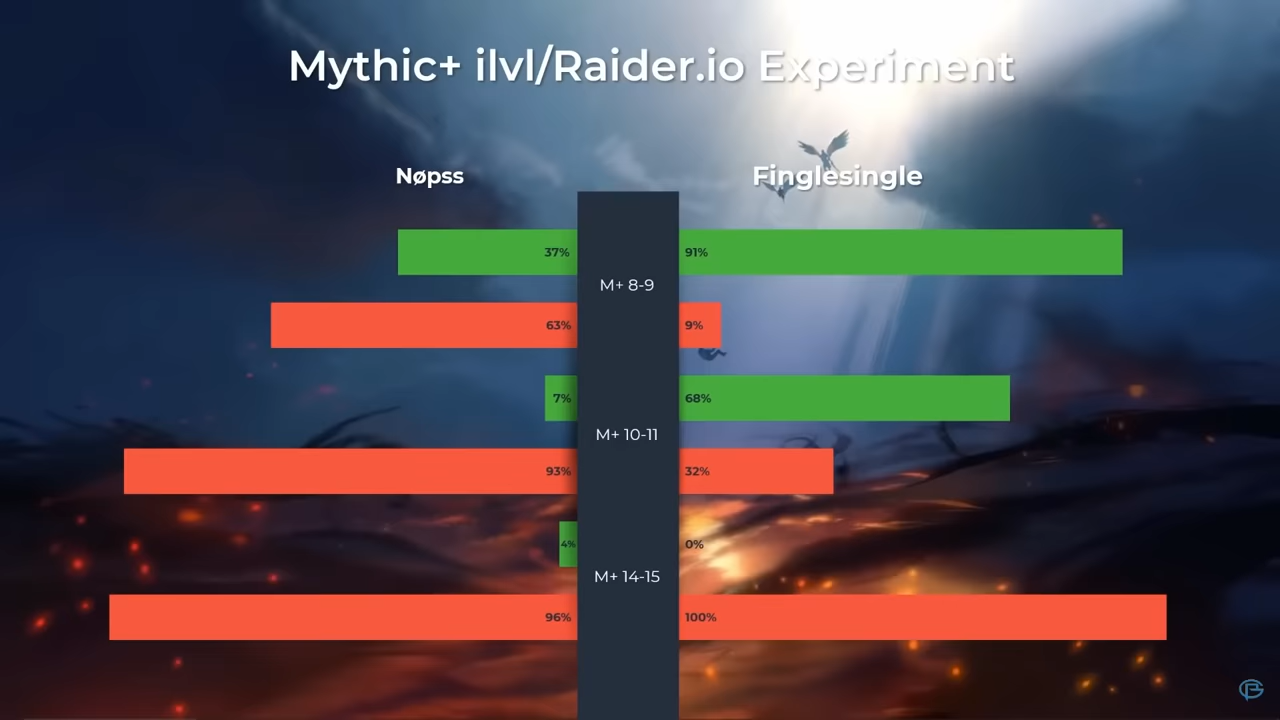 Mythic+ ilvl/Raider.io Experiment
Nøpss
Finglesingle
37%
91%
M+ 8-9
63%
9%
7%
68%
M+ 10-11
93%
32%
4%
0%
M+ 14-15
96%
100%